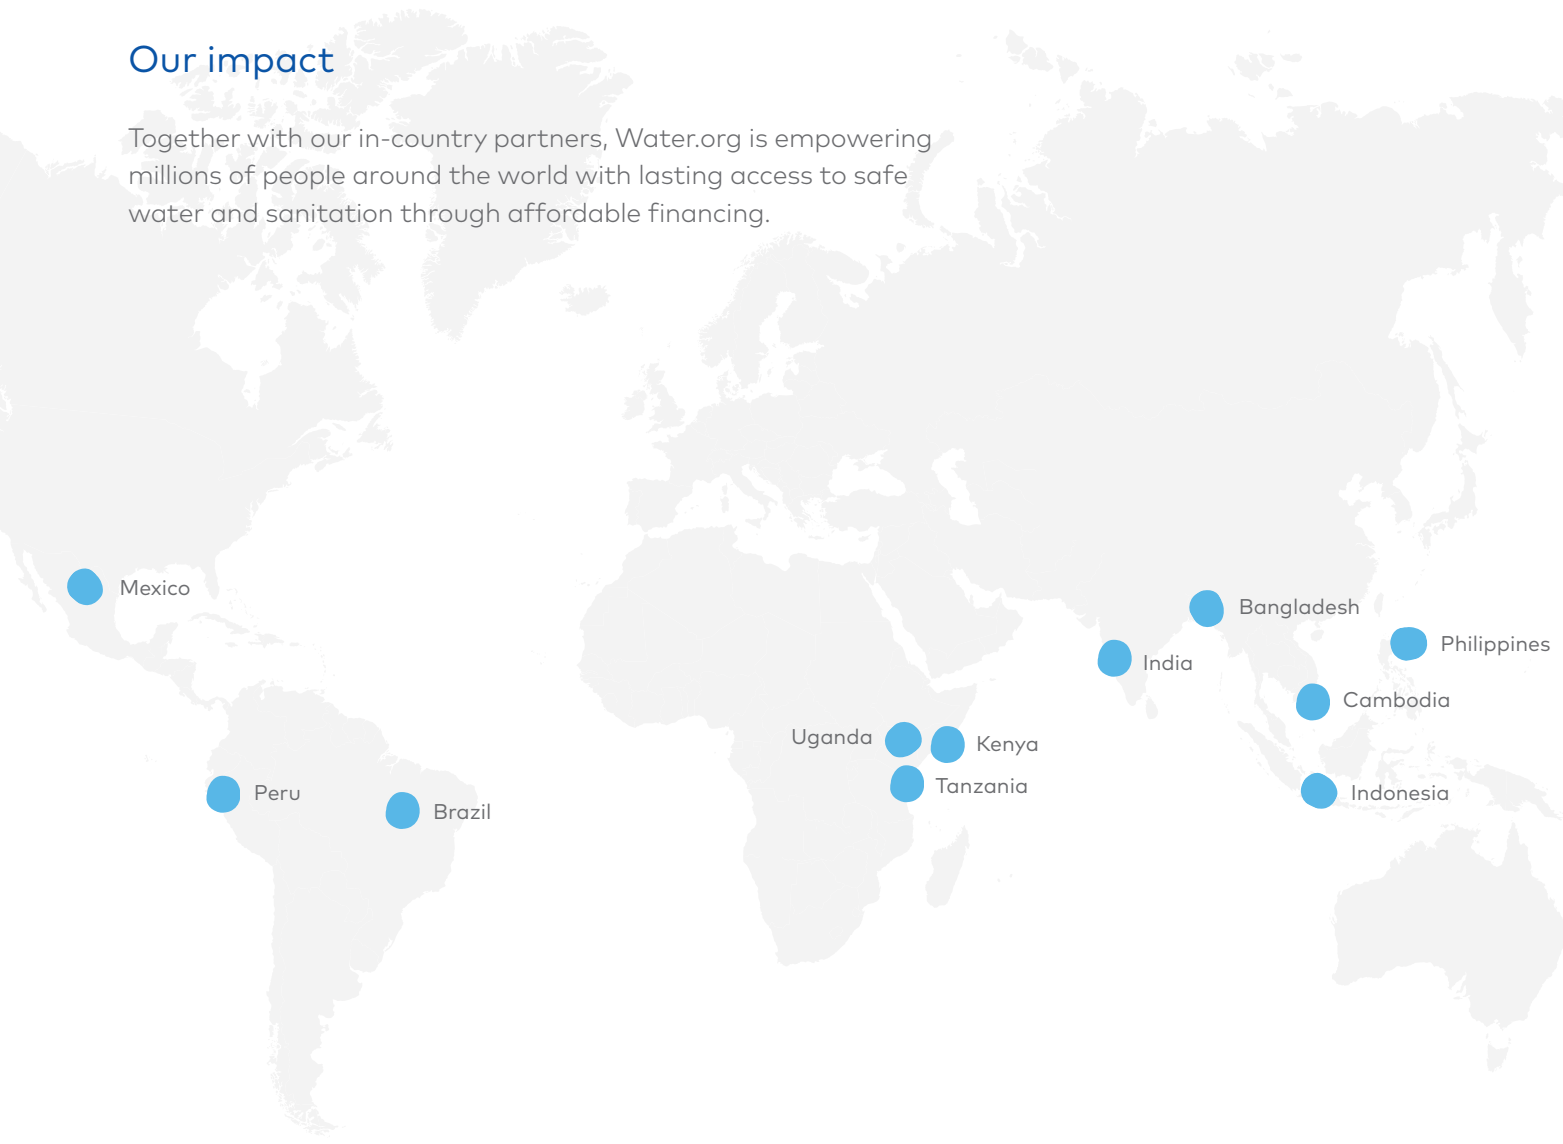 Our impact
Together with our in-country partners, Water.org is empowering
millions of people around the world with lasting access to safe
water and sanitation through affordable financing.
Mexico
Bangladesh
Philippines
India
Cambodia
Uganda
Kenya
Tanzania
Peru
Indonesia
Brazil